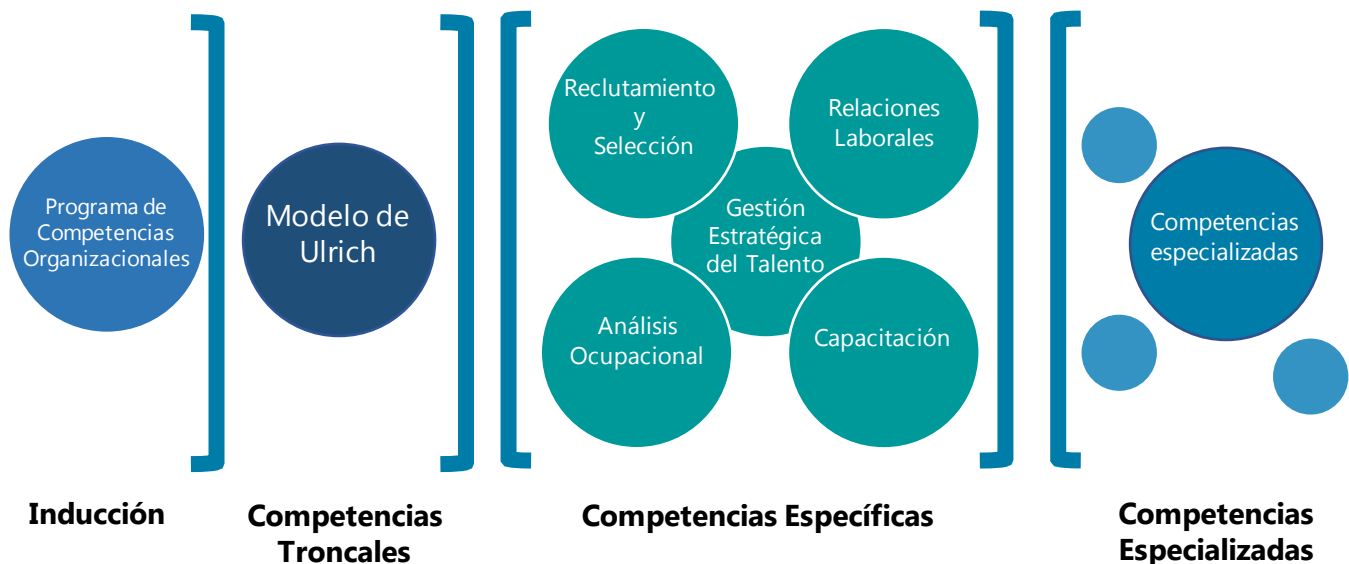 Programa de
Competencias
Organizacionales
Modelo de
Ulrich
Reclutamiento
y
Selección
Relaciones
Laborales
Gestión
Estratégica
del Talento
Análisis
Ocupacional
Capacitación
Competencias
especializadas
Inducción
Competencias
Troncales
Competencias Específicas
Competencias
Especializadas